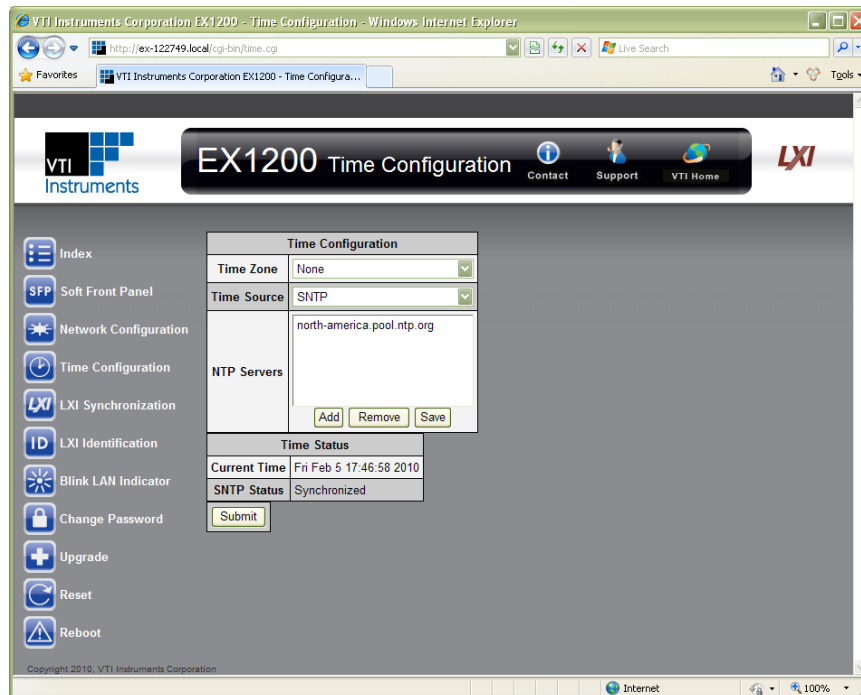 VTI Instruments Corporation EX1200 - Time Configuration - Windows Internet Explorer
http://ex-122749.local/cgi-bin/time.cgi
Live Search
Favorites
VTI Instruments Corporation EX1200 - Time Configura...
Tools
VTI
Instruments
EX1200 Time Configuration
Contact
Support
VTI Home
LXI
Index
SFP Soft Front Panel
Network Configuration
Time Configuration
LXI LXI Synchronization
ID LXI Identification
Blink LAN Indicator
Change Password
Upgrade
Reset
Reboot
Time Configuration
Time Zone None
Time Source SNTP
NTP Servers
north-america.pool.ntp.org
Add Remove Save
Time Status
Current Time Fri Feb 5 17:46:58 2010
SNTP Status Synchronized
Submit
Copyright 2010, VTI Instruments Corporation
Internet
100%